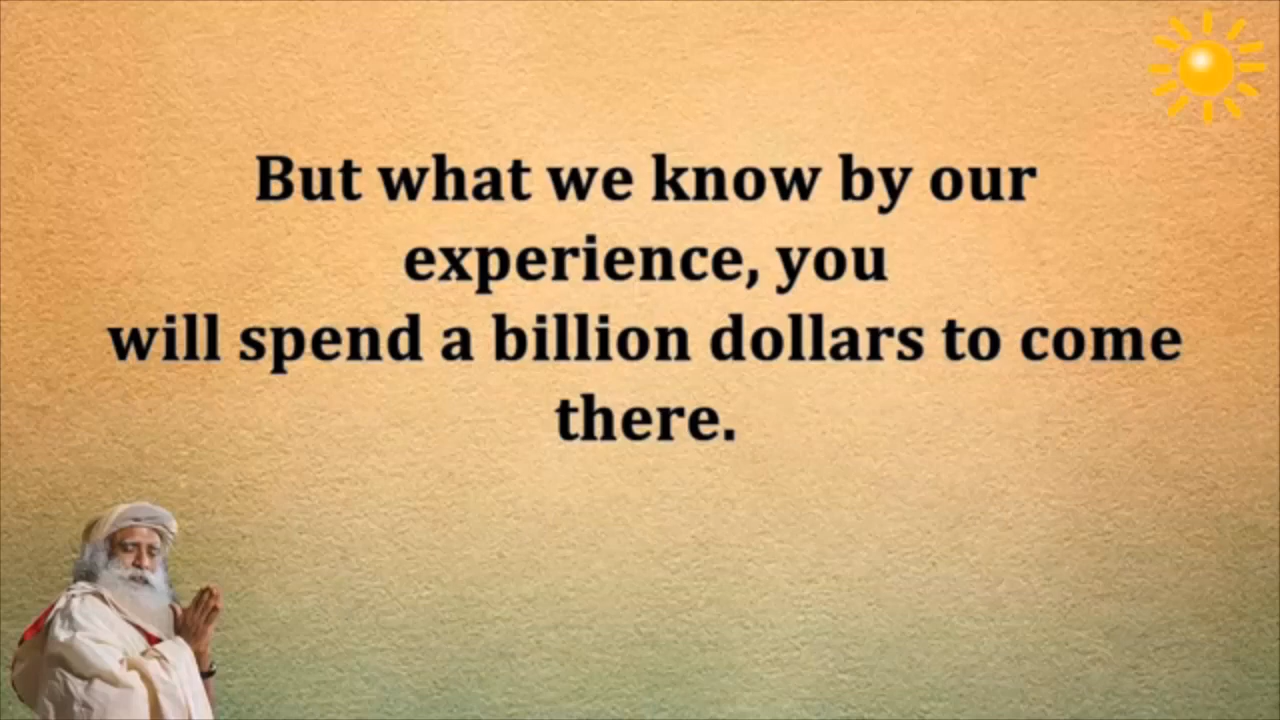 But what we know by our
experience, you
will spend a billion dollars to come
there.